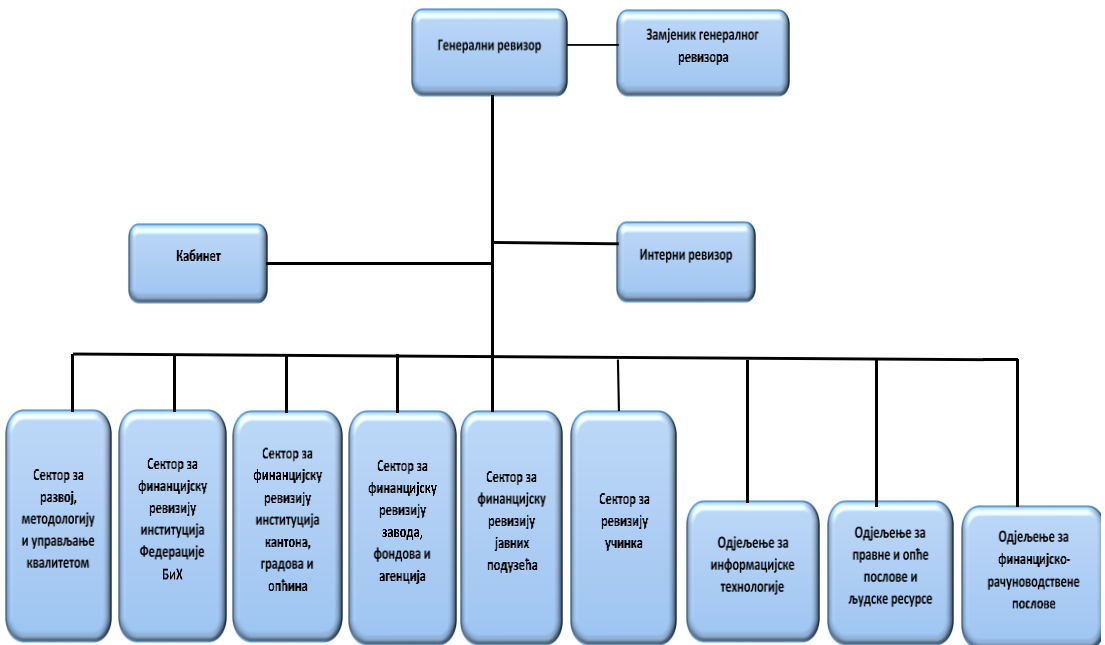 Генерални ревизор
Замјеник генералног
ревизора
Кабинет
Интерни ревизор
Сектор за
развој,
методологију
и управљање
квалитетом
Сектор за
финанцијску
ревизију
институција
Федерације
БиХ
Сектор за
финанцијску
ревизију
институција
кантона,
градова и
опћина
Сектор за
финанцијску
ревизију
завода,
фондова и
агенција
Сектор за
финанцијску
ревизију
јавних
подузећа
Сектор за
ревизију
учинка
Одјељење за
информацијске
технологије
Одјељење за
правне и опће
послове и
људске ресурсе
Одјељење за
финанцијско-
рачуноводствене
послове